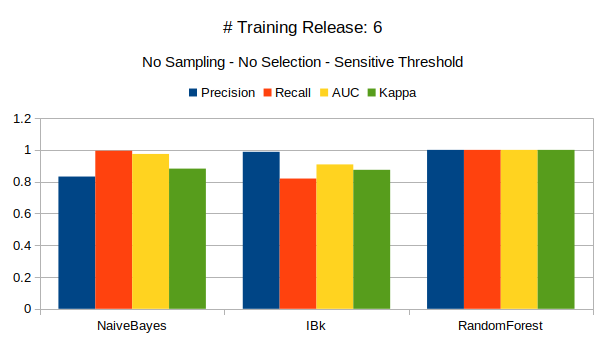 # Training Release: 6
No Sampling - No Selection - Sensitive Threshold
Precision Recall AUC Kappa
1.2
1
0.8
0.6
0.4
0.2
0
NaiveBayes IBk RandomForest